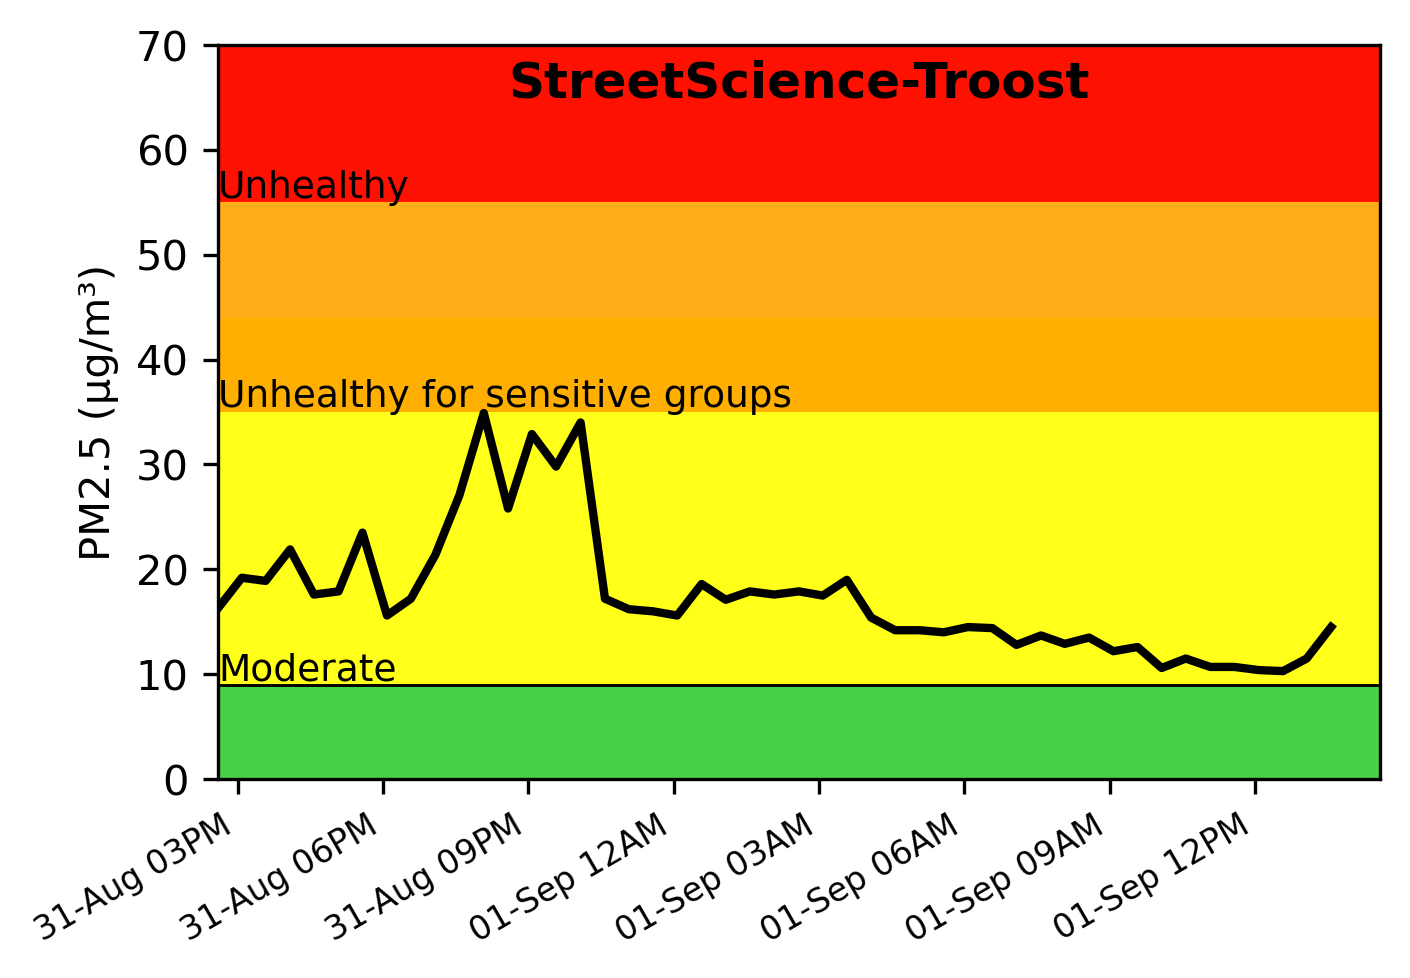 StreetScience-Troost
70
60
50
40
30
20
10
0
PM2.5 (µg/m³)
Unhealthy
Unhealthy for sensitive groups
Moderate
31-Aug 03PM
31-Aug 06PM
31-Aug 09PM
01-Sep 12AM
01-Sep 03AM
01-Sep 06AM
01-Sep 09AM
01-Sep 12PM